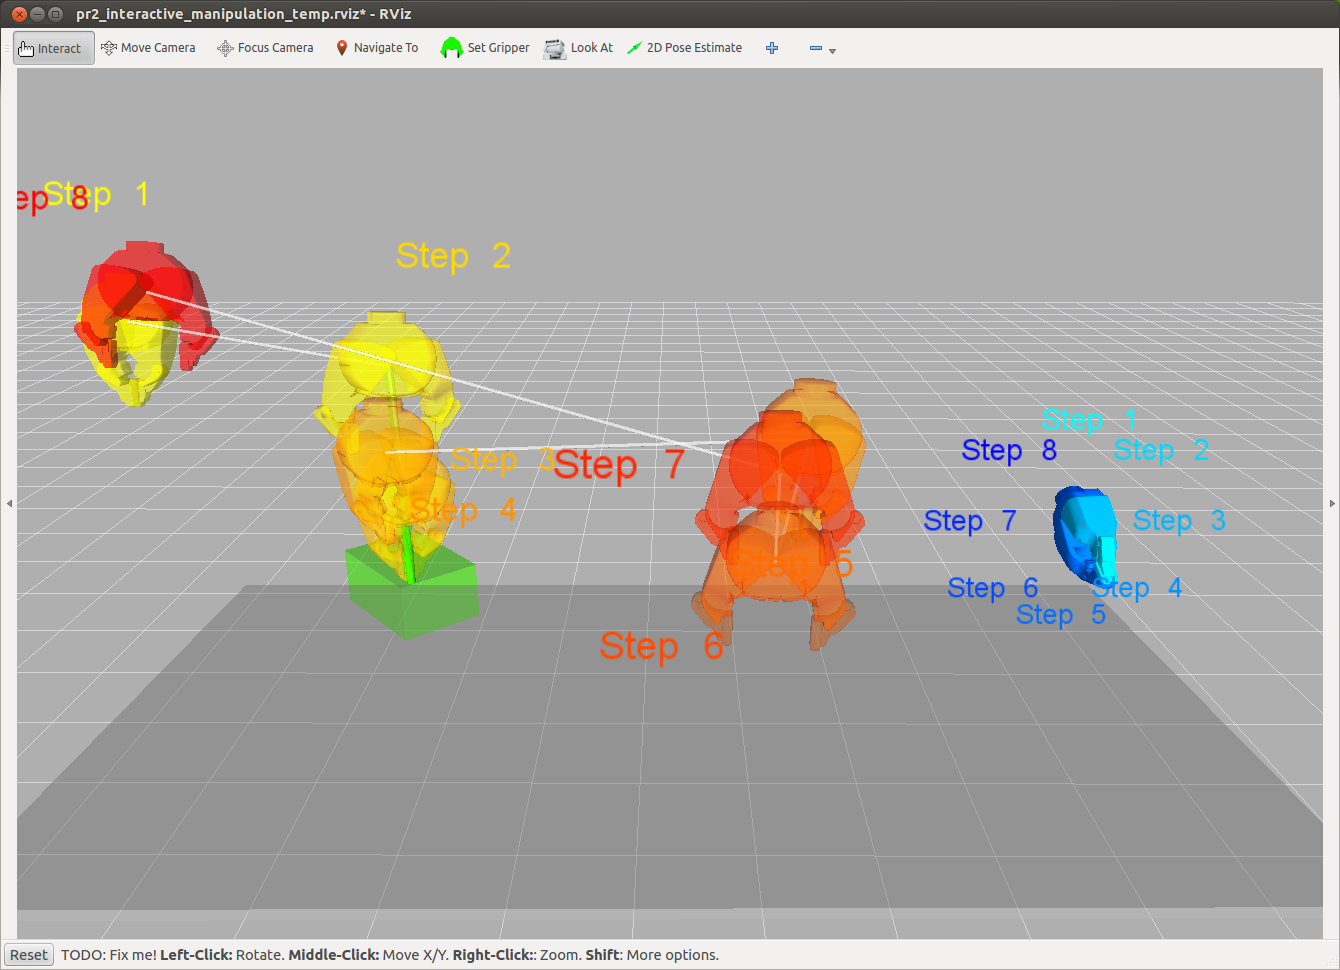 pr2_interactive_manipulation_temp.rviz* - RViz
Interact Move Camera Focus Camera Navigate To Set Gripper Look At 2D Pose Estimate
ep 8
Step 1
Step 2
Step 3
Step 7
Step 4
Step 5
Step 6
Step 1
Step 8
Step 2
Step 7
Step 3
Step 6
Step 4
Step 5
Reset TODO: Fix me! Left-Click: Rotate. Middle-Click: Move X/Y. Right-Click:: Zoom. Shift: More options.